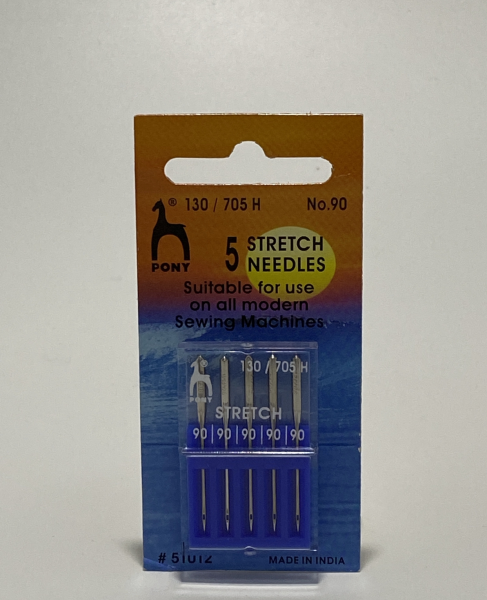 ® 130 / 705 H No.90
PONY
5 STRETCH
NEEDLES
Suitable for use
on all modern
Sewing Machines
130 / 705 H
STRETCH
90 | 90 | 90 | 90 | 90
# 51012 MADE IN INDIA